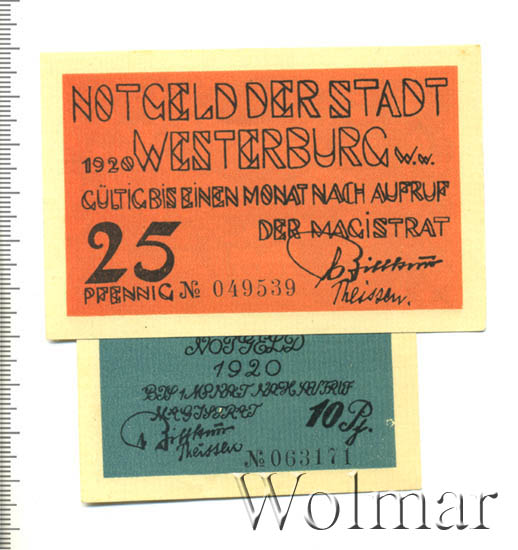 NOTGELD DER STADT
1920 WESTERBURG W.W.
GÜLTIG BIS EINEN MONAT NACH AUFRUF
DER MAGISTRAT
25
PFENNIG № 049539
Theissen.
NOTGELD
1920
BIS 1 MONAT NACH AUFRUF
MAGISTRAT
10 Pf.
Theissen
№ 063171
Wolmar